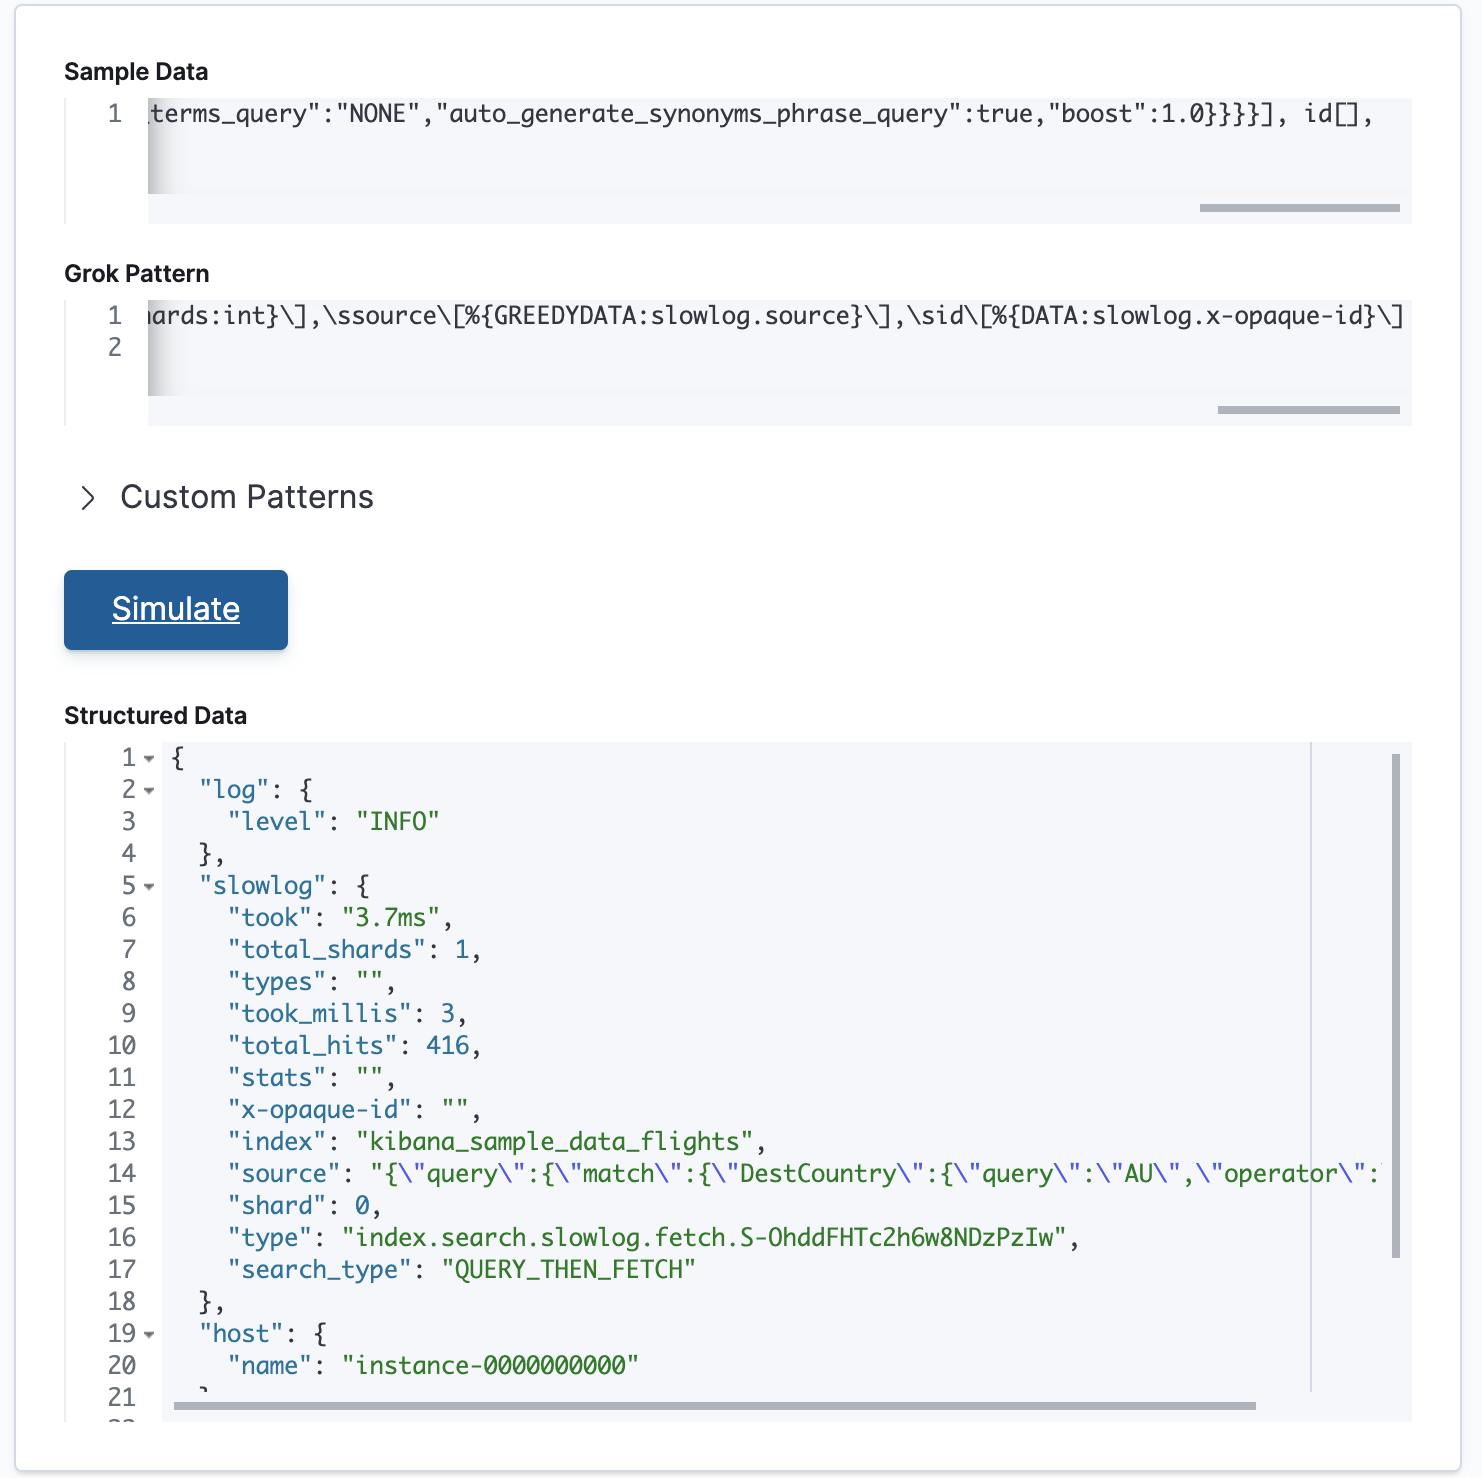 Sample Data
1 _terms_query":"NONE","auto_generate_synonyms_phrase_query":true,"boost":1.0}}}}], id[],
Grok Pattern
1 ards:int}\],\ssource\[%{GREEDYDATA:slowlog.source}\],\sid\[%{DATA:slowlog.x-opaque-id}\]
2
Custom Patterns
Simulate
Structured Data
1 {
2 "log": {
3 "level": "INFO"
4 },
5 "slowlog": {
6 "took": "3.7ms",
7 "total_shards": 1,
8 "types": "",
9 "took_millis": 3,
10 "total_hits": 416,
11 "stats": "",
12 "x-opaque-id": "",
13 "index": "kibana_sample_data_flights",
14 "source": "{\"query\":{\"match\":{\"DestCountry\":{\"query\":\"AU\",\"operator\":
15 "shard": 0,
16 "type": "index.search.slowlog.fetch.S-OhddFHTc2h6w8NDzPzIw",
17 "search_type": "QUERY_THEN_FETCH"
18 },
19 "host": {
20 "name": "instance-0000000000"
21